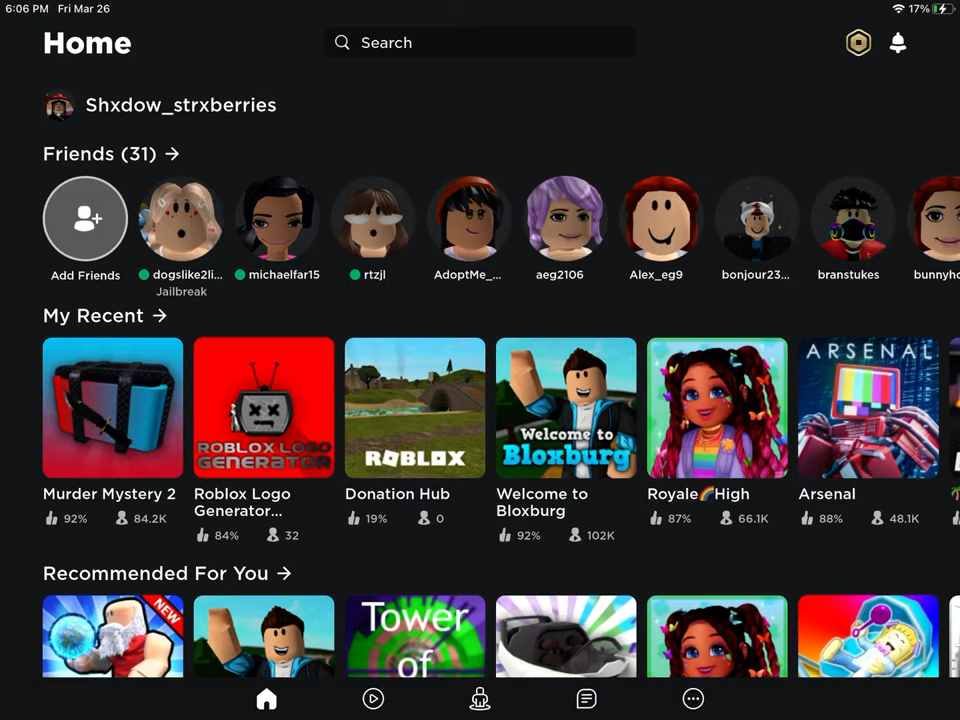 6:06 PM Fri Mar 26 17%
Home
Search
Shxdow_strxberries
Friends (31) →
Add Friends dogslike2li... michaelfar15 rtzjl AdoptMe_... aeg2106 Alex_eg9 bonjour23... branstukes bunnyho
Jailbreak
My Recent →
ROBLOX LOGO
GENERATOR
ROBLOX
Welcome to
Bloxburg
ARSENAL
Murder Mystery 2
92% 84.2K
Roblox Logo
Generator...
84% 32
Donation Hub
19% 0
Welcome to
Bloxburg
92% 102K
Royale🌈High
87% 66.1K
Arsenal
88% 48.1K
Recommended For You →
NEW
Tower
of